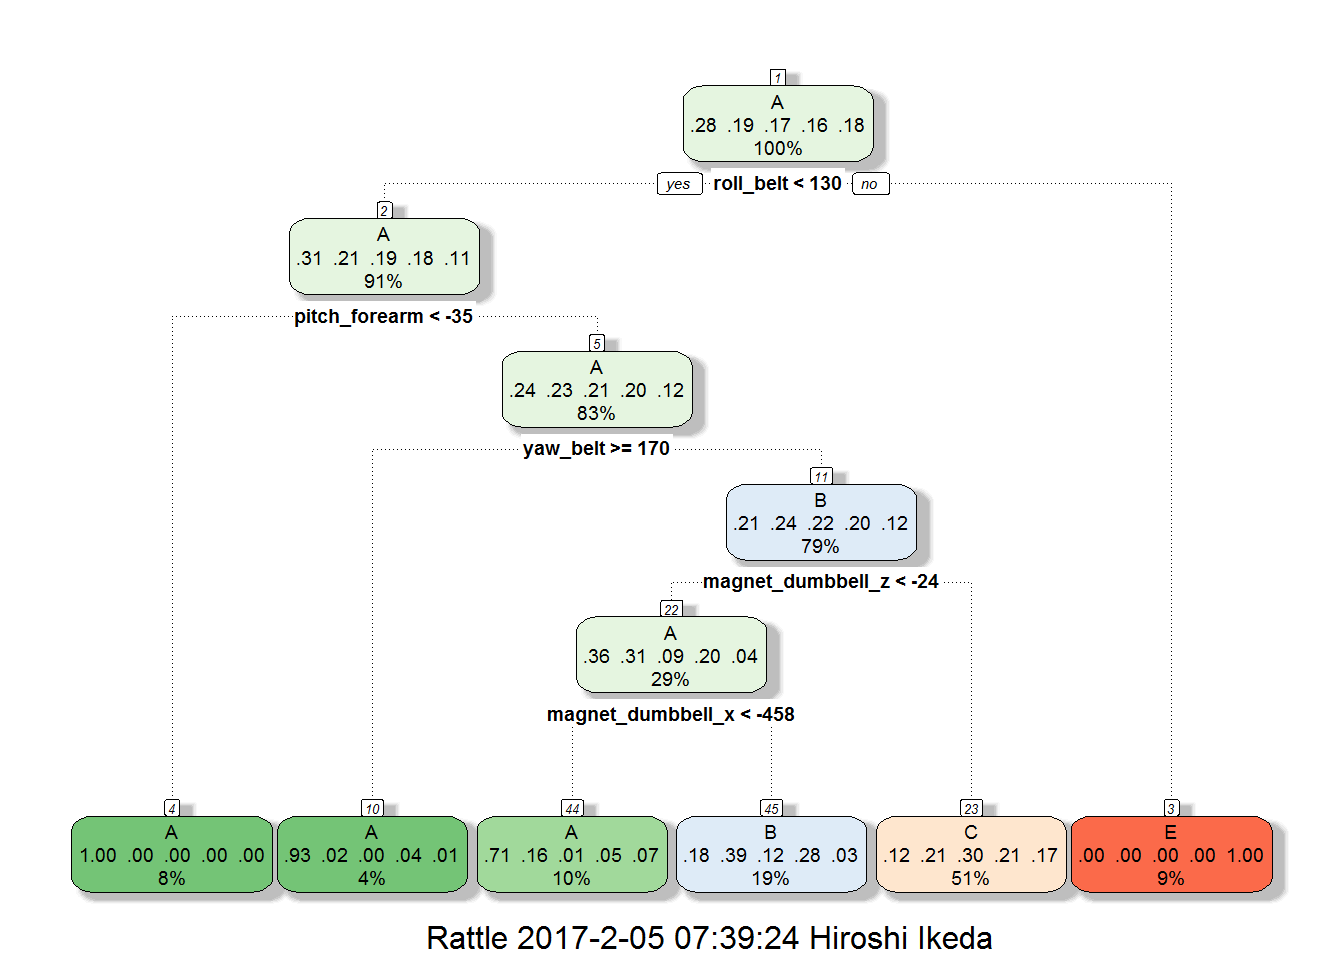 1
A
.28 .19 .17 .16 .18
100%
yes roll_belt < 130 no
2
A
.31 .21 .19 .18 .11
91%
pitch_forearm < -35
5
A
.24 .23 .21 .20 .12
83%
yaw_belt >= 170
11
B
.21 .24 .22 .20 .12
79%
magnet_dumbbell_z < -24
22
A
.36 .31 .09 .20 .04
29%
magnet_dumbbell_x < -458
4
A
1.00 .00 .00 .00 .00
8%
10
A
.93 .02 .00 .04 .01
4%
44
A
.71 .16 .01 .05 .07
10%
45
B
.18 .39 .12 .28 .03
19%
23
C
.12 .21 .30 .21 .17
51%
3
E
.00 .00 .00 .00 1.00
9%
Rattle 2017-2-05 07:39:24 Hiroshi Ikeda